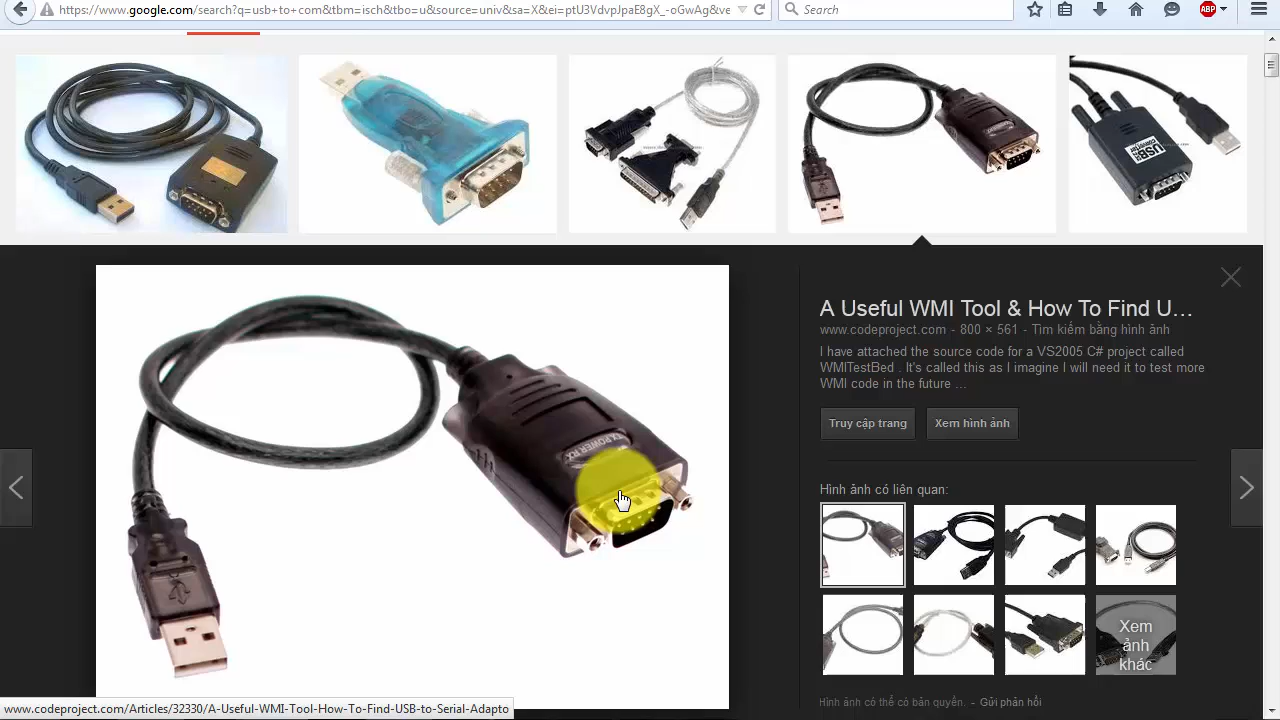 https://www.google.com/search?q=usb+to+com&tbm=isch&tbo=u&source=univ&sa=X&ei=ptU3VdvpJpaE8gX_-oGwAg&ve
Search
ABP
A Useful WMI Tool & How To Find U...
www.codeproject.com - 800 × 561 - Tìm kiếm bằng hình ảnh
I have attached the source code for a VS2005 C# project called
WMITestBed . It's called this as I imagine I will need it to test more
WMI code in the future ...
Truy cập trang
Xem hình ảnh
TX POWER RX
Hình ảnh có liên quan:
Xem
ảnh
khác
Hình ảnh có thể có bản quyền. - Gửi phản hồi
www.codeproject.com/Articles/32330/A-Useful-WMI-Tool-How-To-Find-USB-to-Serial-Adapto